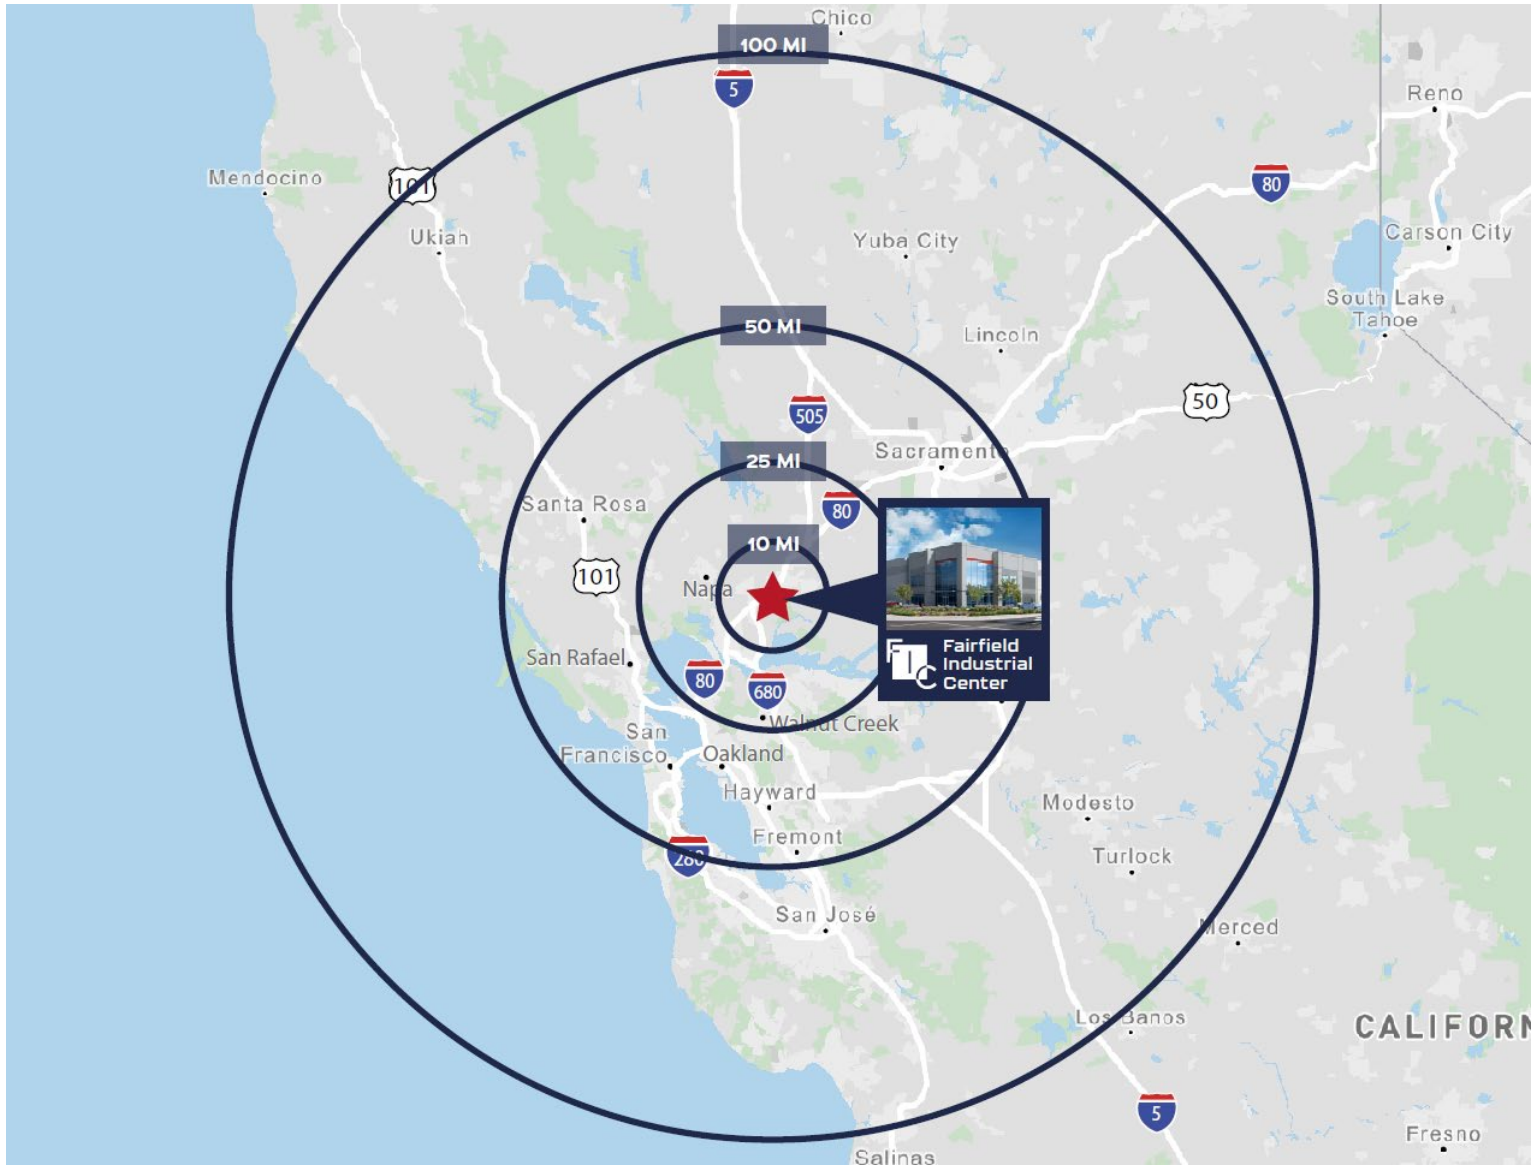 Chico
100 MI
5
Reno
80
Mendocino
101
Ukiah
Yuba City
Carson City
South Lake
Tahoe
50 MI
Lincoln
50
505
Sacramento
25 MI
Santa Rosa
80
10 MI
101
Napa
FIC
Fairfield
Industrial
Center
San Rafael
80
680
Walnut Creek
San
Francisco
Oakland
Hayward
Modesto
Fremont
280
Turlock
San José
Merced
Los Banos
CALIFORN
5
Fresno
Salinas